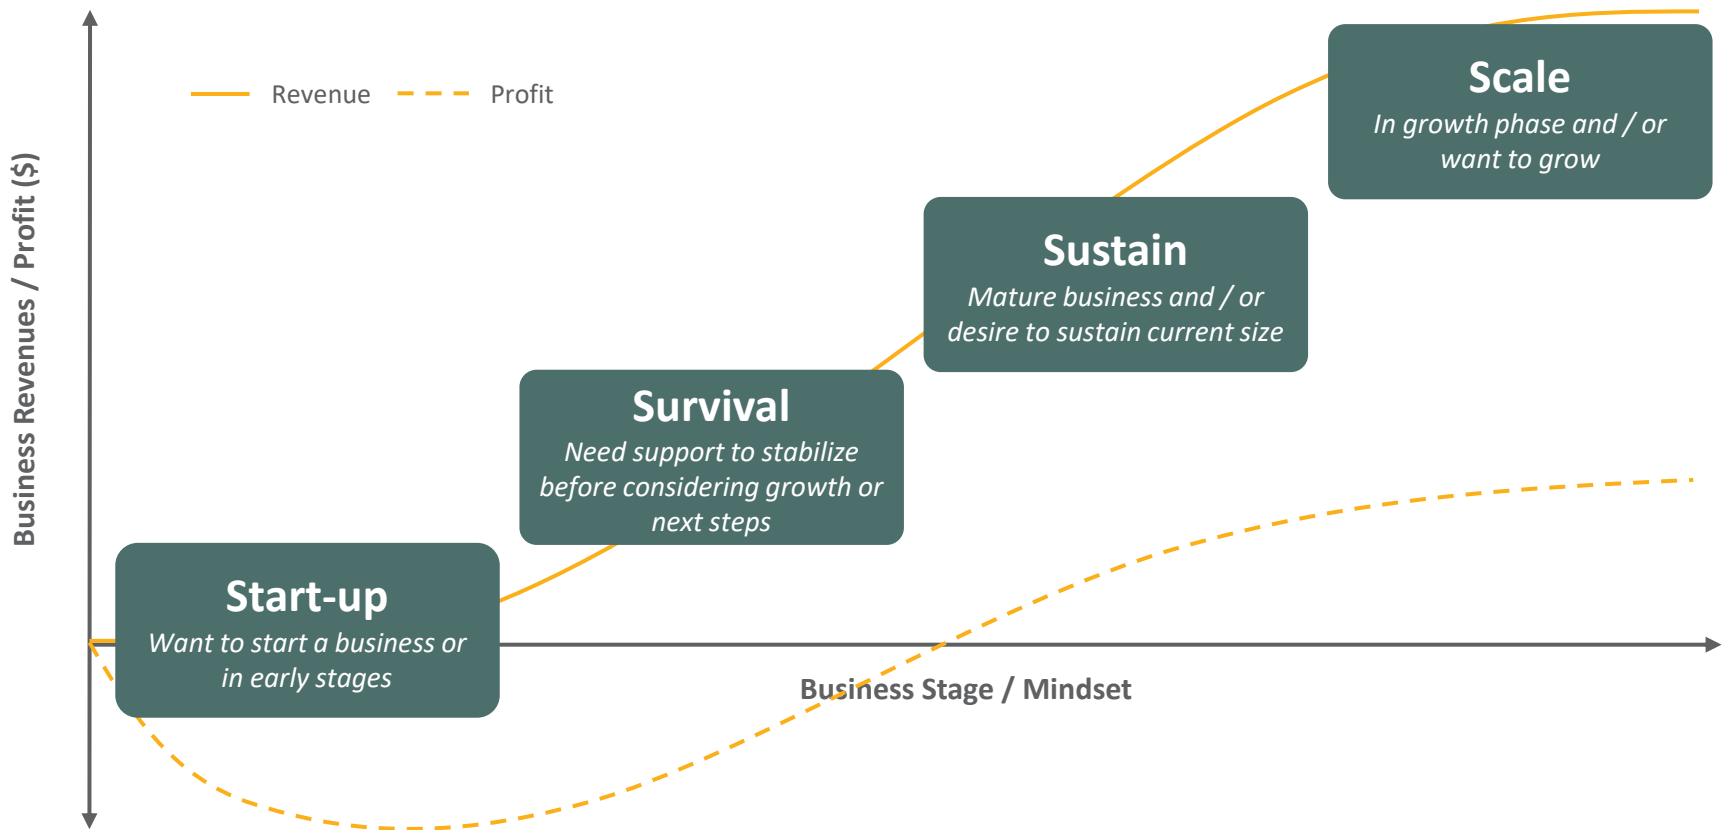 Revenue
Profit
Business Revenues / Profit ($)
Scale
In growth phase and / or
want to grow
Sustain
Mature business and / or
desire to sustain current size
Survival
Need support to stabilize
before considering growth or
next steps
Start-up
Want to start a business or
in early stages
Business Stage / Mindset